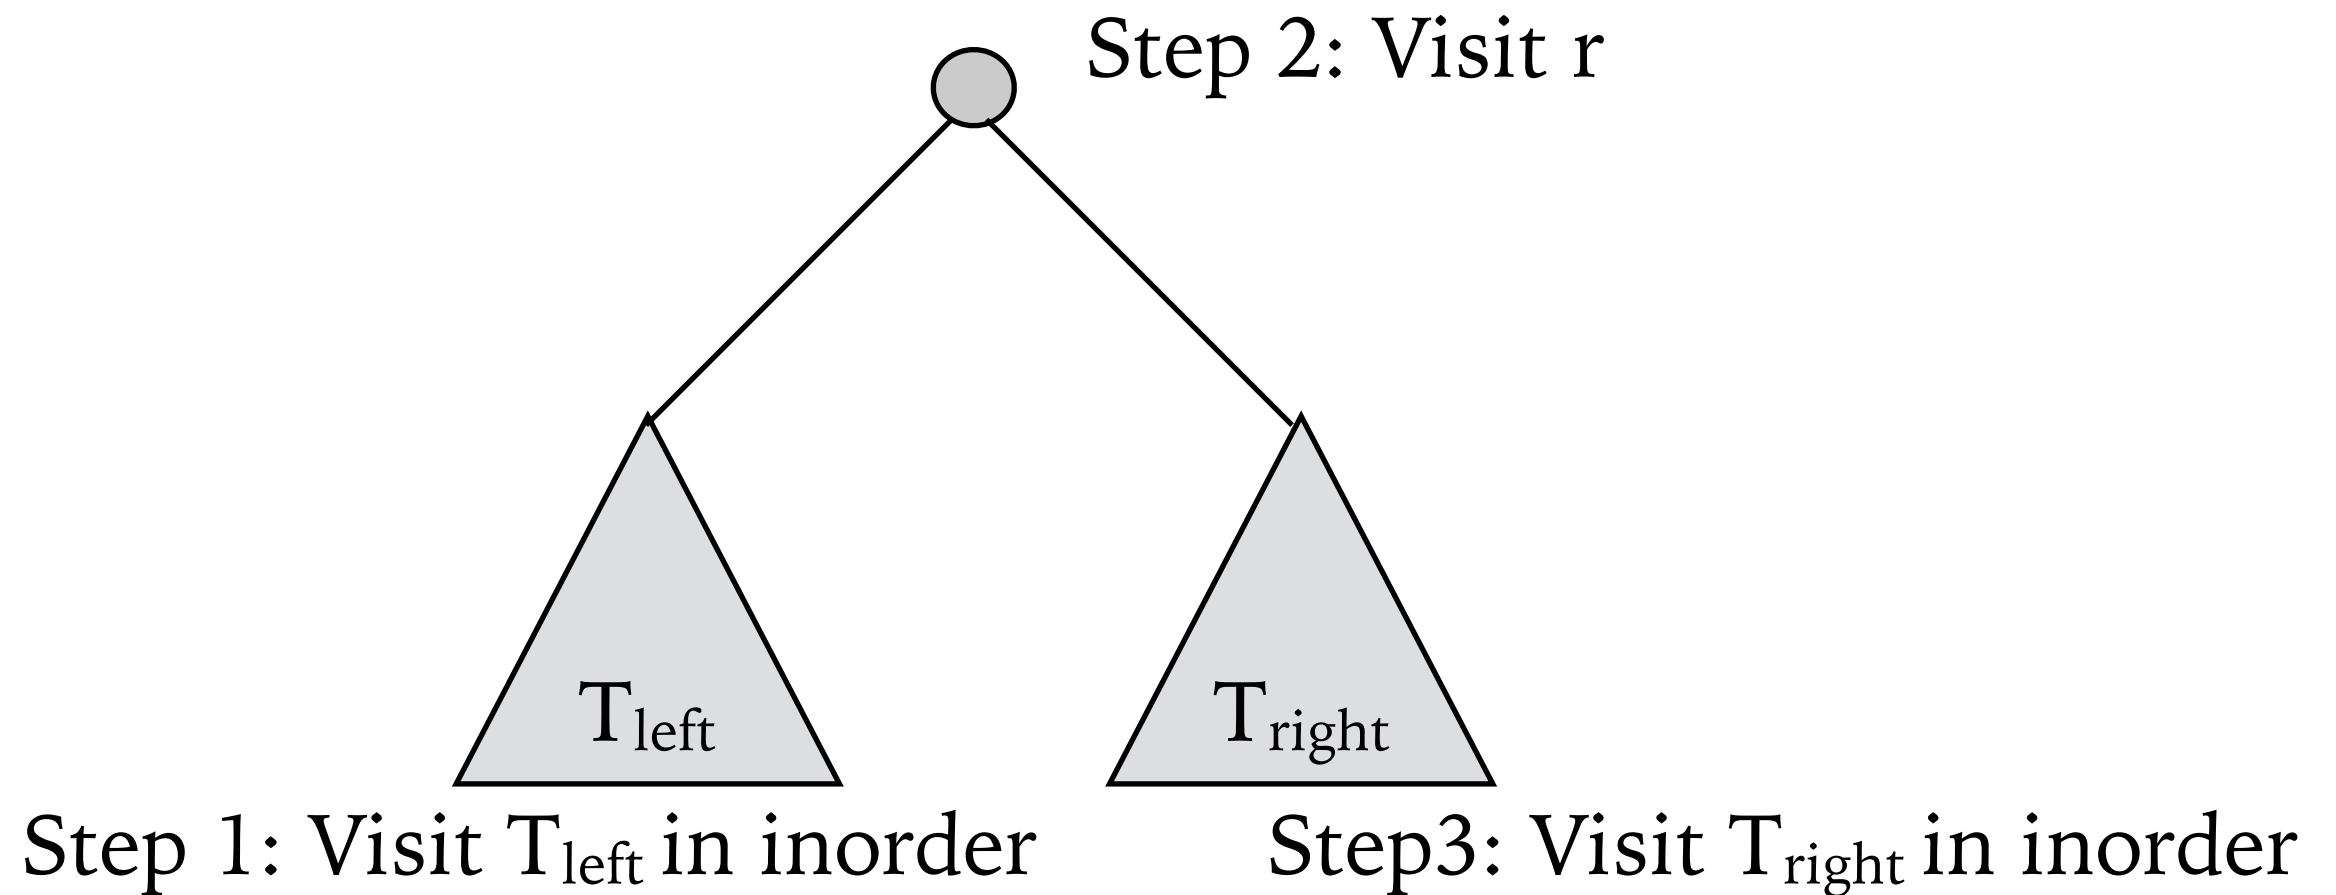 Step 2: Visit r
Tleft
Tright
Step 1: Visit Tleft in inorder
Step3: Visit Tright in inorder